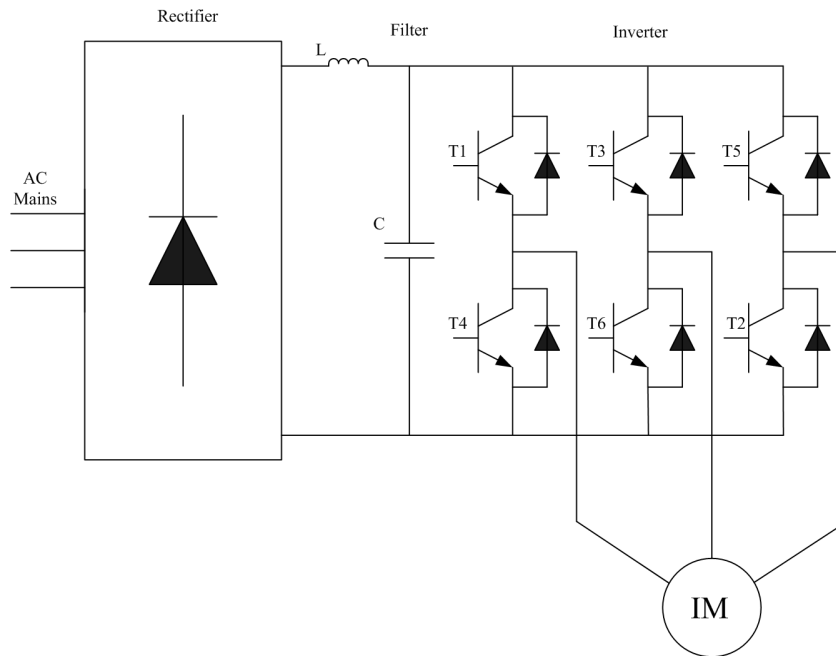 Rectifier
Filter
Inverter
L
T1
T3
T5
AC
Mains
C
T4
T6
T2
IM